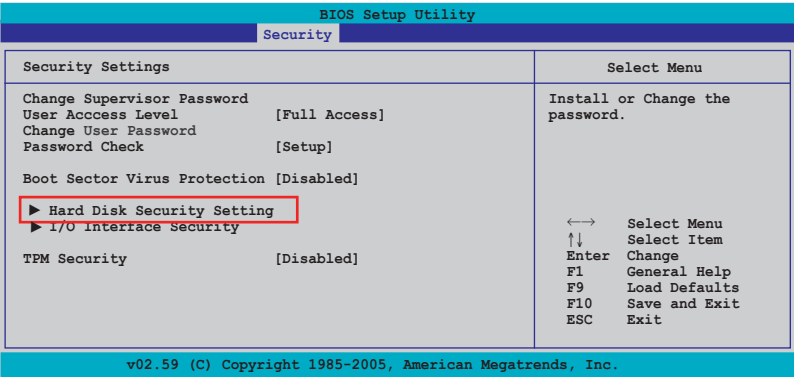 BIOS Setup Utility
Security
Security Settings
Select Menu
Change Supervisor Password
User Acccess Level [Full Access]
Change User Password
Password Check [Setup]
Boot Sector Virus Protection [Disabled]
▶ Hard Disk Security Setting
▶ I/O Interface Security
TPM Security [Disabled]
Install or Change the
password.
←→ Select Menu
↑↓ Select Item
Enter Change
F1 General Help
F9 Load Defaults
F10 Save and Exit
ESC Exit
v02.59 (C) Copyright 1985-2005, American Megatrends, Inc.